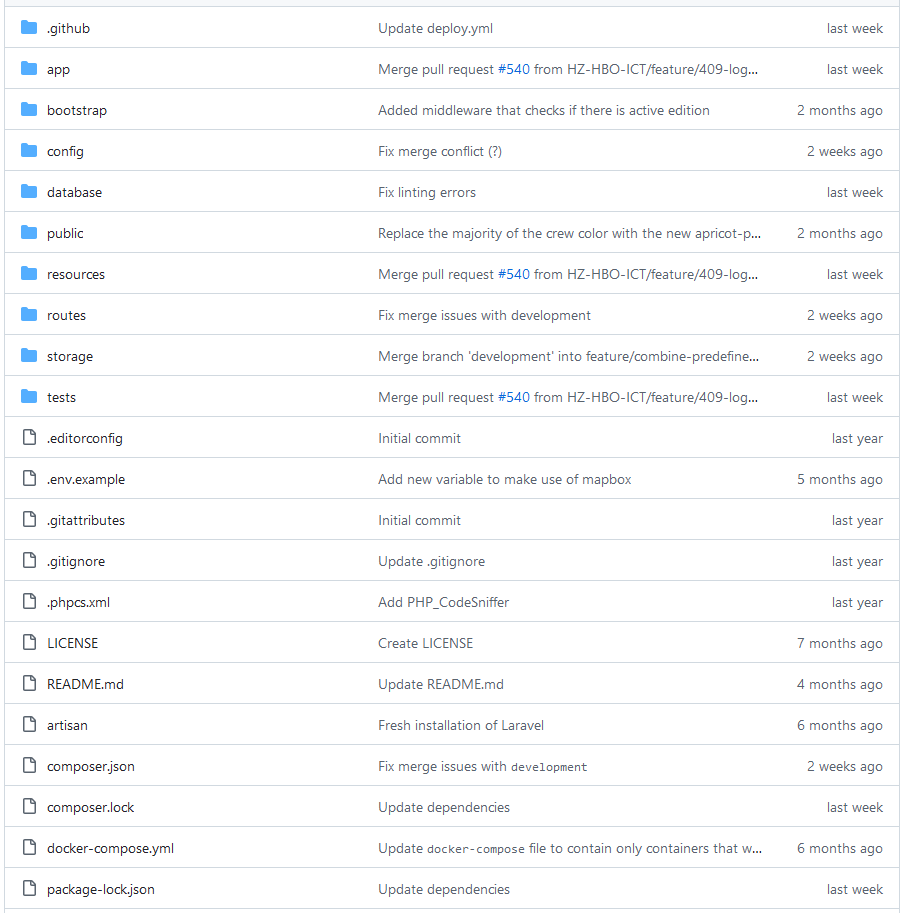 .github Update deploy.yml last week
app Merge pull request #540 from HZ-HBO-ICT/feature/409-log... last week
bootstrap Added middleware that checks if there is active edition 2 months ago
config Fix merge conflict (?) 2 weeks ago
database Fix linting errors last week
public Replace the majority of the crew color with the new apricot-p... 2 months ago
resources Merge pull request #540 from HZ-HBO-ICT/feature/409-log... last week
routes Fix merge issues with development 2 weeks ago
storage Merge branch 'development' into feature/combine-predefine... 2 weeks ago
tests Merge pull request #540 from HZ-HBO-ICT/feature/409-log... last week
.editorconfig Initial commit last year
.env.example Add new variable to make use of mapbox 5 months ago
.gitattributes Initial commit last year
.gitignore Update .gitignore last year
.phpcs.xml Add PHP_CodeSniffer last year
LICENSE Create LICENSE 7 months ago
README.md Update README.md 4 months ago
artisan Fresh installation of Laravel 6 months ago
composer.json Fix merge issues with development 2 weeks ago
composer.lock Update dependencies last week
docker-compose.yml Update docker-compose file to contain only containers that w... 6 months ago
package-lock.json Update dependencies last week